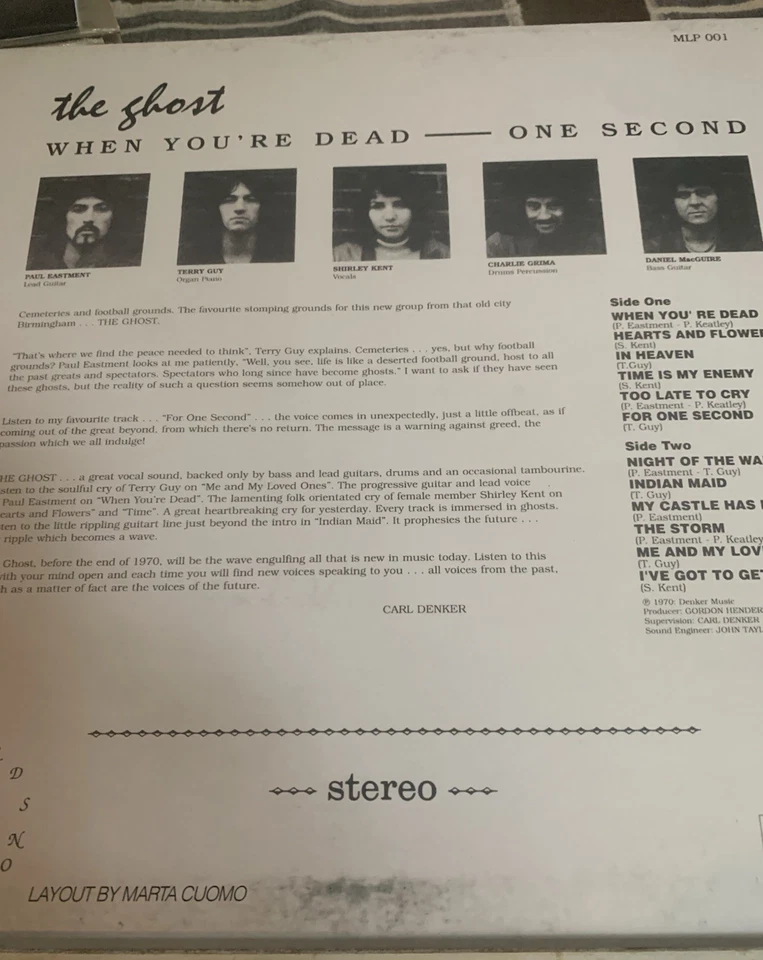 MLP 001
the ghost
WHEN YOU'RE DEAD —— ONE SECOND
PAUL EASTMENT
Lead Guitar
TERRY GUY
Organ Piano
SHIRLEY KENT
Vocals
CHARLIE GRIMA
Drums Percussion
DANIEL MacGUIRE
Bass Guitar
Cemeteries and football grounds. The favourite stomping grounds for this new group from that old city
Birmingham . . . THE GHOST.
"That's where we find the peace needed to think", Terry Guy explains. Cemeteries . . . yes, but why football
grounds? Paul Eastment looks at me patiently, "Well, you see, life is like a deserted football ground, host to all
the past greats and spectators. Spectators who long since have become ghosts." I want to ask if they have seen
these ghosts, but the reality of such a question seems somehow out of place.
Listen to my favourite track . . . "For One Second" . . . the voice comes in unexpectedly, just a little offbeat, as if
coming out of the great beyond, from which there's no return. The message is a warning against greed, the
passion which we all indulge!
HE GHOST . . . a great vocal sound, backed only by bass and lead guitars, drums and an occasional tambourine.
sten to the soulful cry of Terry Guy on "Me and My Loved Ones". The progressive guitar and lead voice
Paul Eastment on "When You're Dead". The lamenting folk orientated cry of female member Shirley Kent on
earts and Flowers" and "Time". A great heartbreaking cry for yesterday. Every track is immersed in ghosts.
ten to the little rippling guitart line just beyond the intro in "Indian Maid". It prophesies the future . . .
ripple which becomes a wave.
Ghost, before the end of 1970, will be the wave engulfing all that is new in music today. Listen to this
ith your mind open and each time you will find new voices speaking to you . . . all voices from the past,
h as a matter of fact are the voices of the future.
CARL DENKER
Side One
WHEN YOU' RE DEAD
(P. Eastment - P. Keatley)
HEARTS AND FLOWE
(S. Kent)
IN HEAVEN
(T.Guy)
TIME IS MY ENEMY
(S. Kent)
TOO LATE TO CRY
(P. Eastment - P. Keatley)
FOR ONE SECOND
(T. Guy)
Side Two
NIGHT OF THE WA
(P. Eastment - T. Guy)
INDIAN MAID
(T. Guy)
MY CASTLE HAS
(P. Eastment)
THE STORM
(P. Eastment - P. Keatley
ME AND MY LOV
(T. Guy)
I'VE GOT TO GET
(S. Kent)
℗ 1970: Denker Music
Producer: GORDON HENDER
Supervision: CARL DENKER
Sound Engineer: JOHN TAYL
stereo
D
S
N
O
LAYOUT BY MARTA CUOMO